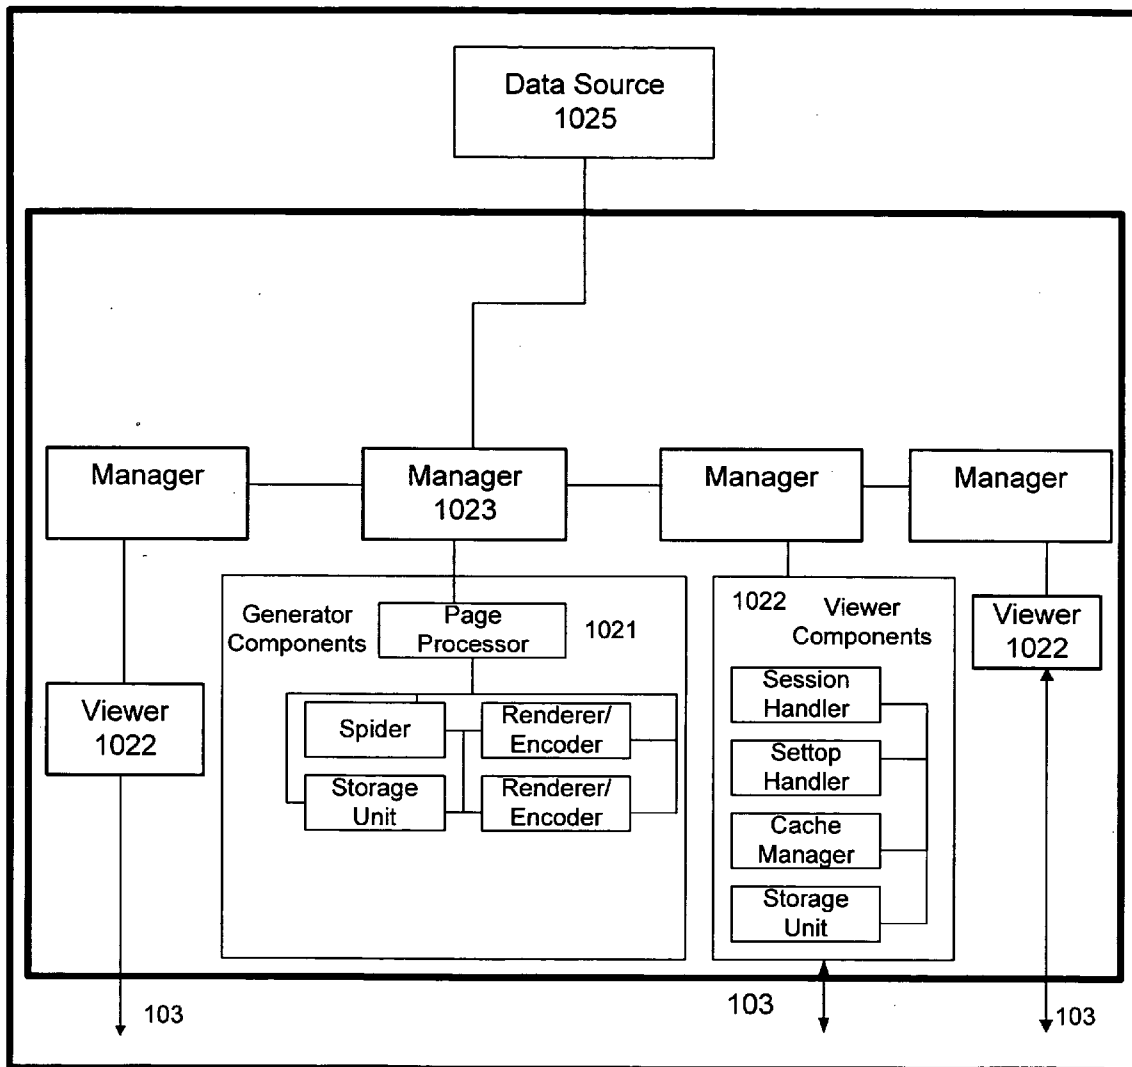 Data Source
1025
Manager
Manager
1023
Manager
Manager
Generator
Components
Page
Processor
1021
1022
Viewer
Components
Viewer
1022
Viewer
1022
Spider
Renderer/
Encoder
Storage
Unit
Renderer/
Encoder
Session
Handler
Settop
Handler
Cache
Manager
Storage
Unit
103
103
103